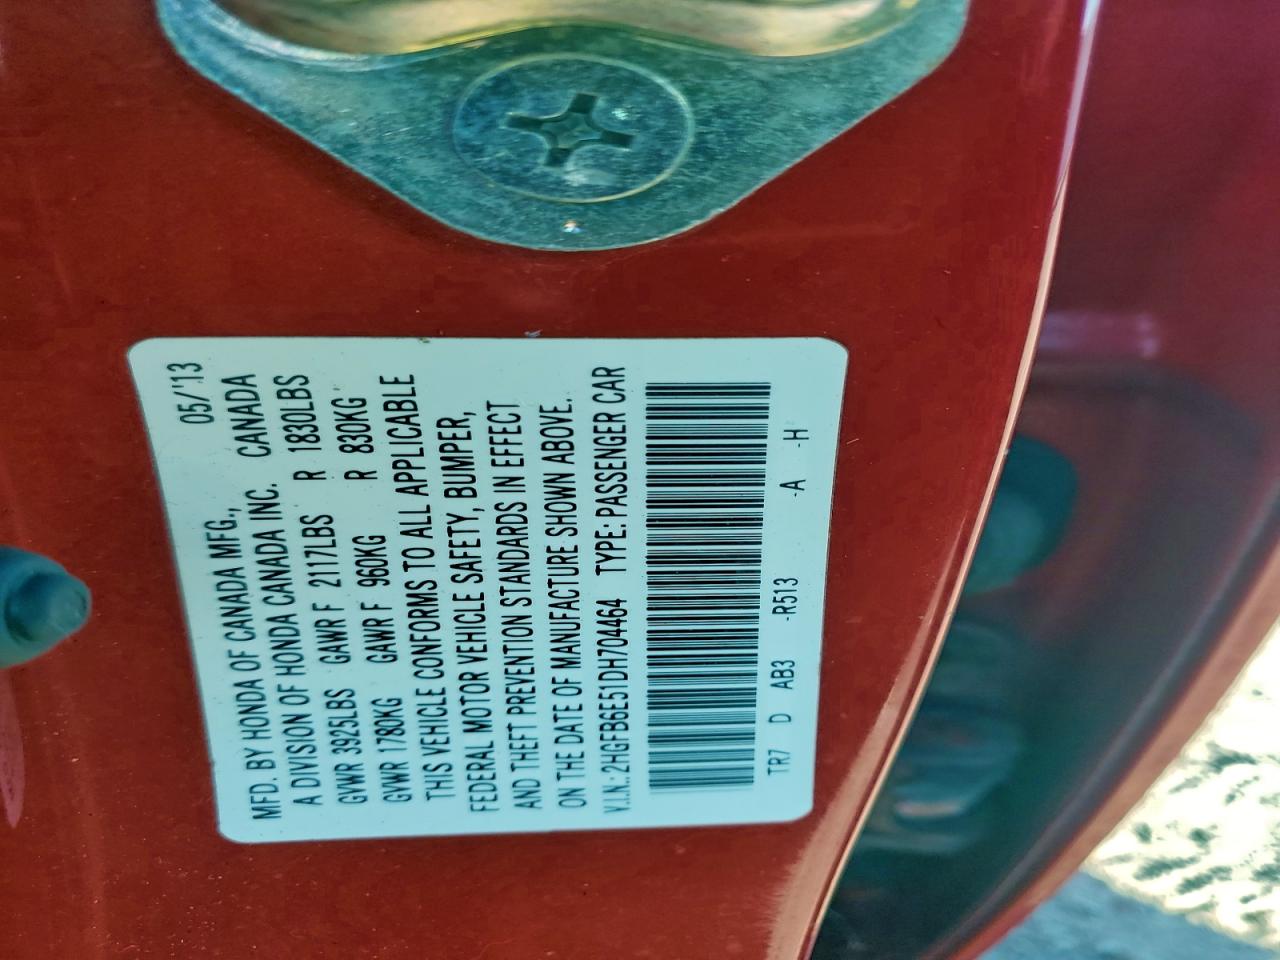 05/'13
MFD. BY HONDA OF CANADA MFG.,
A DIVISION OF HONDA CANADA INC. CANADA
GVWR 3925LBS GAWR F 2117LBS R 1830LBS
GVWR 1780KG GAWR F 960KG R 830KG
THIS VEHICLE CONFORMS TO ALL APPLICABLE
FEDERAL MOTOR VEHICLE SAFETY, BUMPER,
AND THEFT PREVENTION STANDARDS IN EFFECT
ON THE DATE OF MANUFACTURE SHOWN ABOVE.
V.I.N.: 2HGFB6E51DH704464 TYPE: PASSENGER CAR
TR7 D AB3 -R513 -A -H